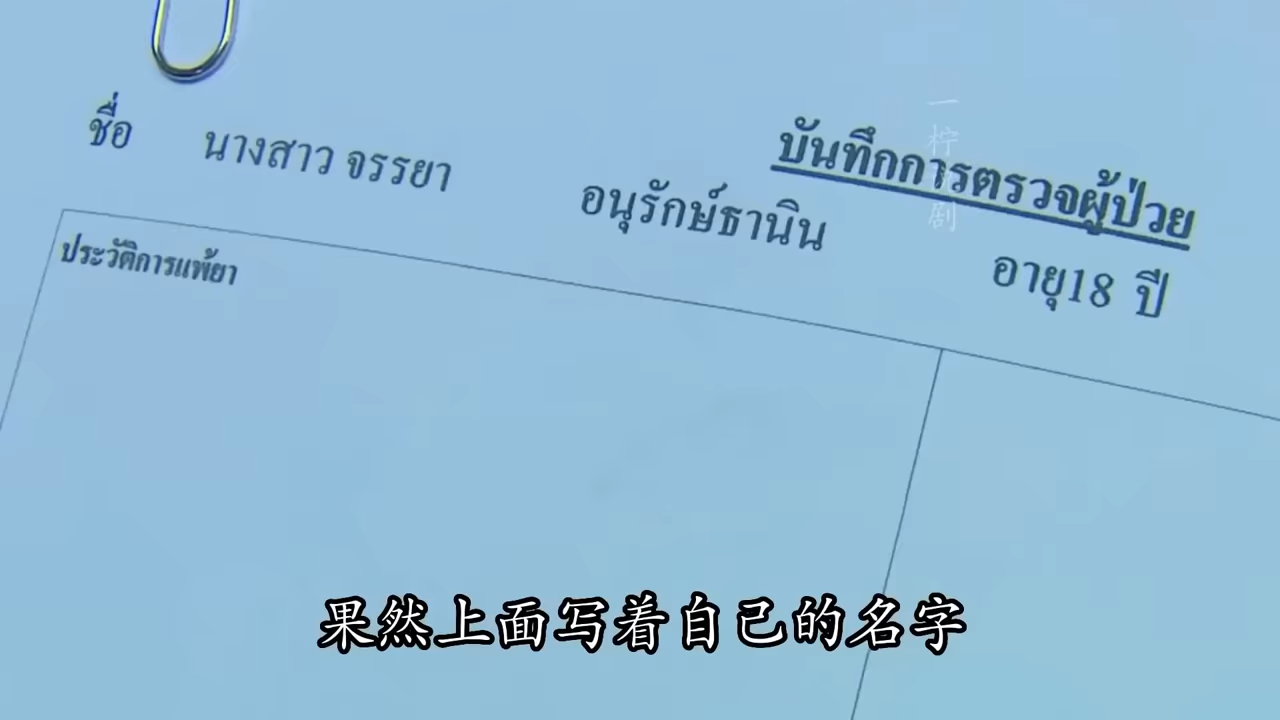 บันทึกการตรวจผู้ป่วย
ชื่อ นางสาว จรรยา อนุรักษ์ธานิน อายุ18 ปี
ประวัติการแพ้ยา
果然上面写着自己的名字